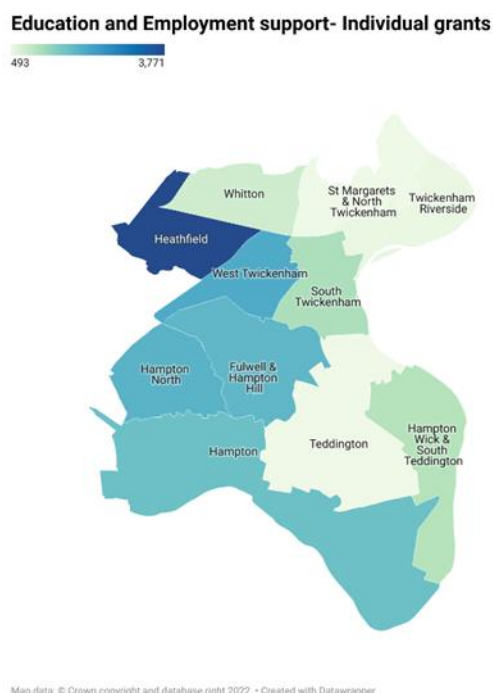 Education and Employment support- Individual grants
493 3,771
Whitton
St Margarets
& North
Twickenham
Twickenham
Riverside
Heathfield
West Twickenham
South
Twickenham
Hampton
North
Fulwell &
Hampton
Hill
Hampton
Teddington
Hampton
Wick &
South
Teddington
Map data: © Crown copyright and database right 2022 • Created with Datawrapper